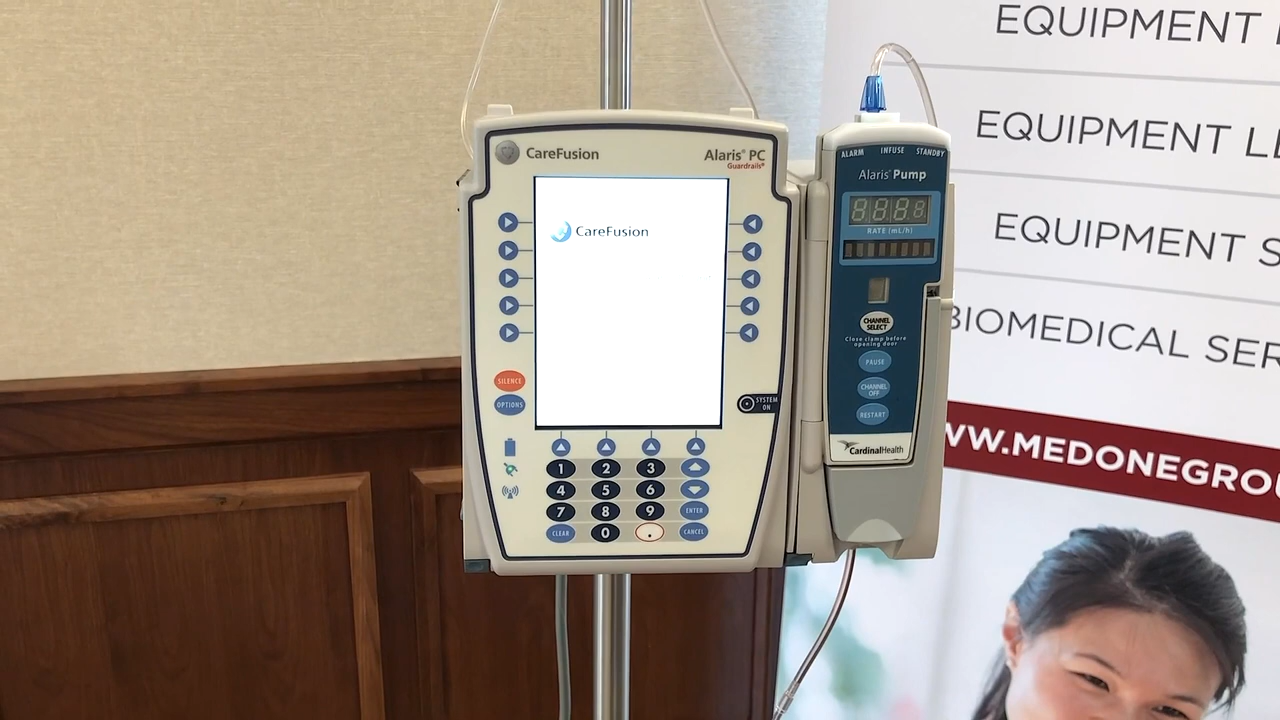 CareFusion
Alaris® PC
Guardrails®
CareFusion
SILENCE
OPTIONS
SYSTEM
ON
1
2
3
4
5
6
ENTER
7
8
9
CLEAR
0
.
CANCEL
ALARM
INFUSE
STANDBY
Alaris® Pump
8888
RATE (mL/h)
CHANNEL
SELECT
Close clamp before
opening door
PAUSE
CHANNEL
OFF
RESTART
CardinalHealth
EQUIPMENT
EQUIPMENT LE
EQUIPMENT S
BIOMEDICAL SER
WW.MEDONEGROU